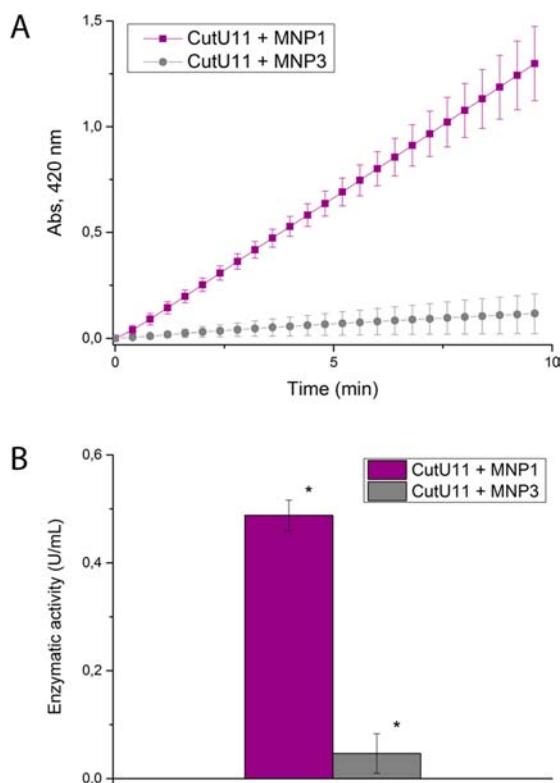 A
CutU11 + MNP1
CutU11 + MNP3
Abs, 420 nm
1,5
1,0
0,5
0,0
0
5
10
Time (min)
B
CutU11 + MNP1
CutU11 + MNP3
Enzymatic activity (U/mL)
0,6
0,4
0,2
0,0
*
*